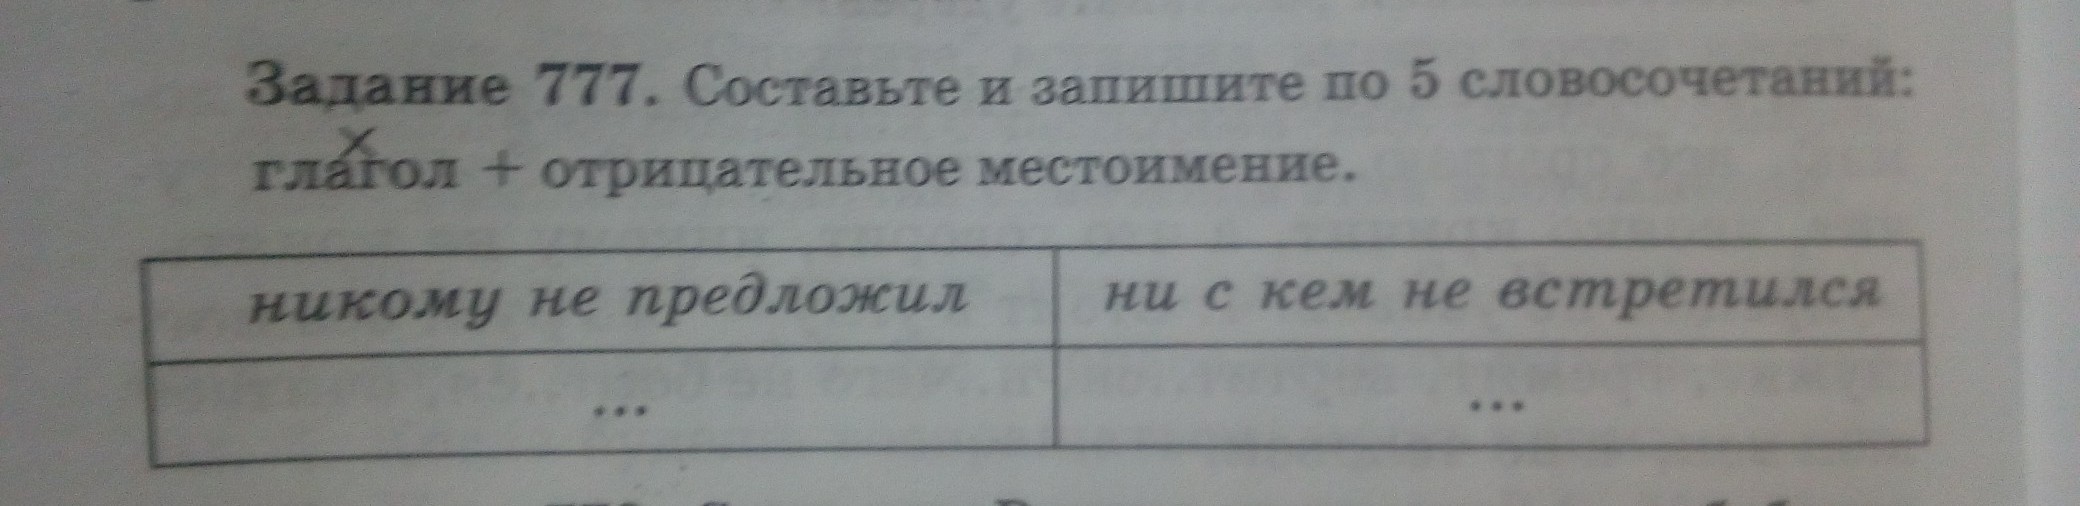 Задание 777. Составьте и запишите по 5 словосочетаний:
х
глагол + отрицательное местоимение.
никому не предложил
ни с кем не встретился
...
...